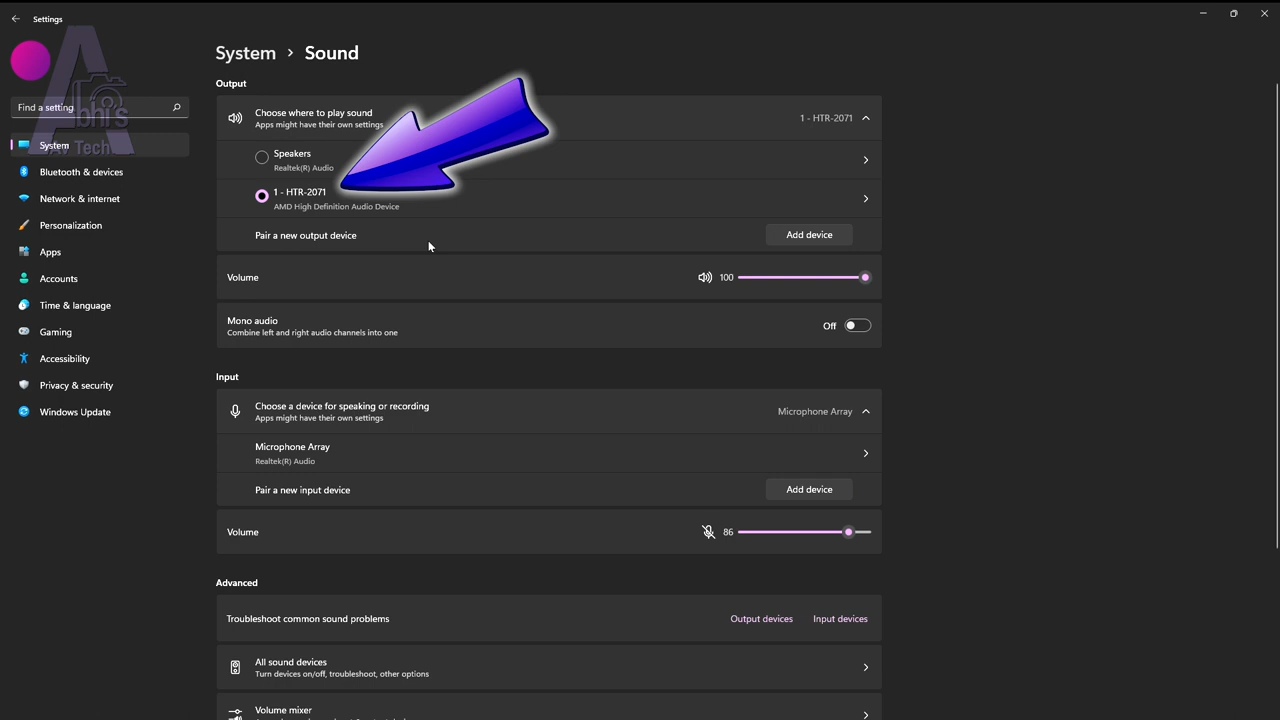 Settings
Abhi's
AV Tech
Find a setting
System
Bluetooth & devices
Network & internet
Personalization
Apps
Accounts
Time & language
Gaming
Accessibility
Privacy & security
Windows Update
System > Sound
Output
Choose where to play sound
Apps might have their own settings
1 - HTR-2071
Speakers
Realtek(R) Audio
1 - HTR-2071
AMD High Definition Audio Device
Pair a new output device
Add device
Volume
100
Mono audio
Combine left and right audio channels into one
Off
Input
Choose a device for speaking or recording
Apps might have their own settings
Microphone Array
Microphone Array
Realtek(R) Audio
Pair a new input device
Add device
Volume
86
Advanced
Troubleshoot common sound problems
Output devices
Input devices
All sound devices
Turn devices on/off, troubleshoot, other options
Volume mixer